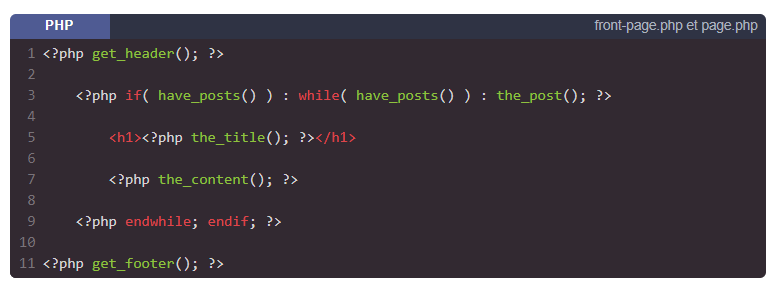 PHP front-page.php et page.php
1 <?php get_header(); ?>
2
3 <?php if( have_posts() ) : while( have_posts() ) : the_post(); ?>
4
5 <h1><?php the_title(); ?></h1>
6
7 <?php the_content(); ?>
8
9 <?php endwhile; endif; ?>
10
11 <?php get_footer(); ?>